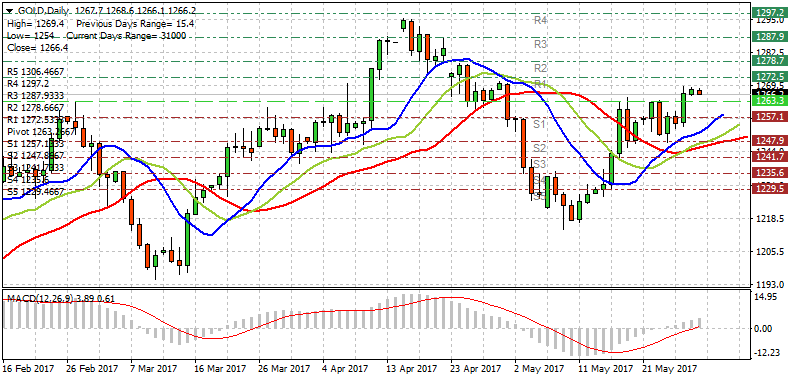 GOLD,Daily 1267.7 1268.6 1266.1 1266.2
High= 1269.4 Previous Days Range= 15.4
Low= 1254 Current Days Range= 31000
Close= 1266.4
R5 1306.4667
R4 1297.2
R3 1287.9333
R2 1278.6667
R1 1272.5333
Pivot 1263.2667
S1 1257.1333
S2 1247.8667
S3 1241.7333
S4 1235.6
S5 1229.4667
R4
R3
R2
R1
S1
S2
S3
1297.2
1295.0
1287.9
1282.5
1278.7
1272.5
1263.3
1257.1
1247.9
1241.7
1235.6
1229.5
1218.5
1205.5
1193.0
MACD(12,26,9) 3.89 0.61
14.95
0.00
-12.23
16 Feb 2017 26 Feb 2017 7 Mar 2017 16 Mar 2017 26 Mar 2017 4 Apr 2017 13 Apr 2017 23 Apr 2017 2 May 2017 11 May 2017 21 May 2017